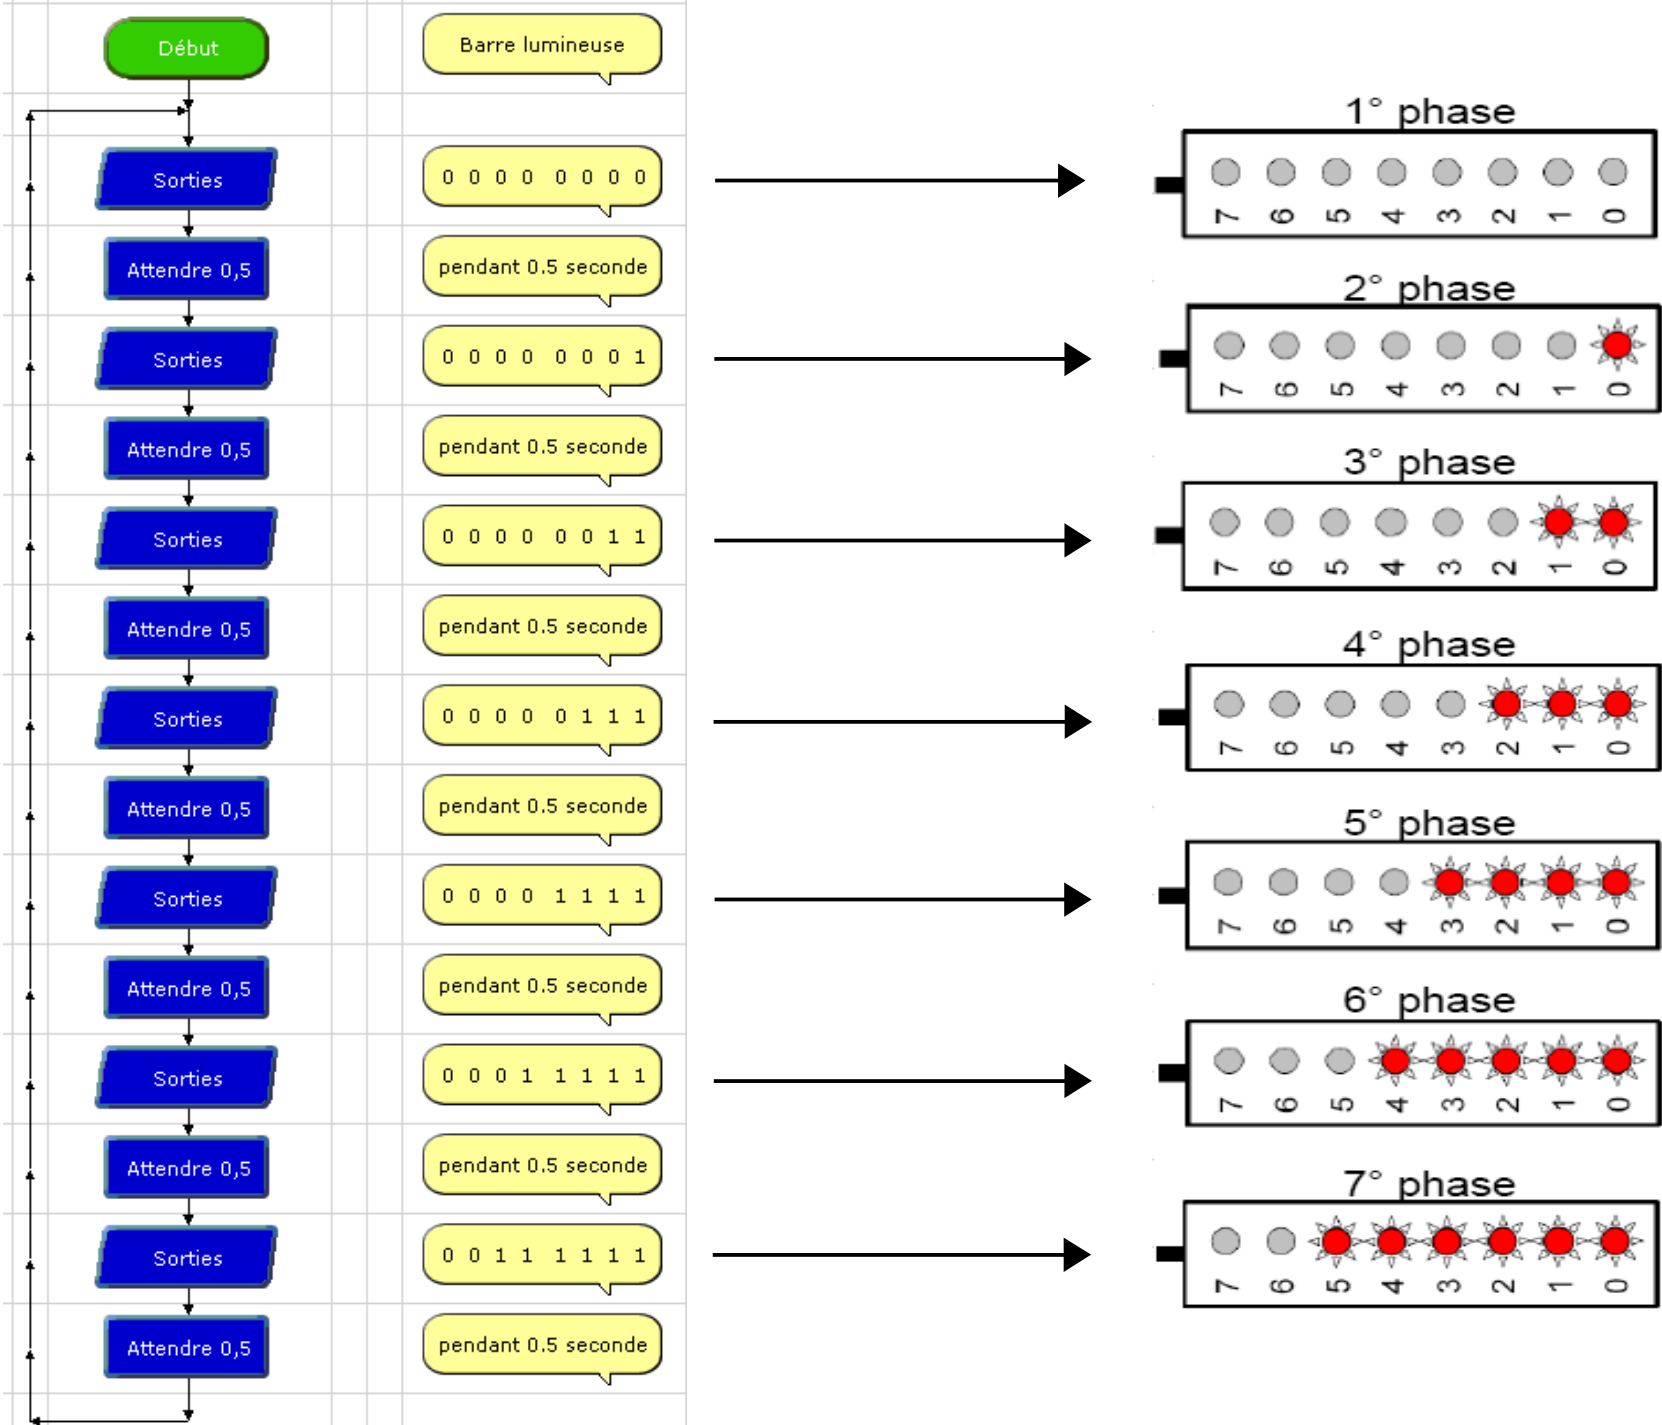 Début
Barre lumineuse
Sorties
0 0 0 0 0 0 0 0
1° phase
7 6 5 4 3 2 1 0
Attendre 0,5
pendant 0.5 seconde
Sorties
0 0 0 0 0 0 0 1
2° phase
7 6 5 4 3 2 1 0
Attendre 0,5
pendant 0.5 seconde
Sorties
0 0 0 0 0 0 1 1
3° phase
7 6 5 4 3 2 1 0
Attendre 0,5
pendant 0.5 seconde
Sorties
0 0 0 0 0 1 1 1
4° phase
7 6 5 4 3 2 1 0
Attendre 0,5
pendant 0.5 seconde
Sorties
0 0 0 0 1 1 1 1
5° phase
7 6 5 4 3 2 1 0
Attendre 0,5
pendant 0.5 seconde
Sorties
0 0 0 1 1 1 1 1
6° phase
7 6 5 4 3 2 1 0
Attendre 0,5
pendant 0.5 seconde
Sorties
0 0 1 1 1 1 1 1
7° phase
7 6 5 4 3 2 1 0
Attendre 0,5
pendant 0.5 seconde